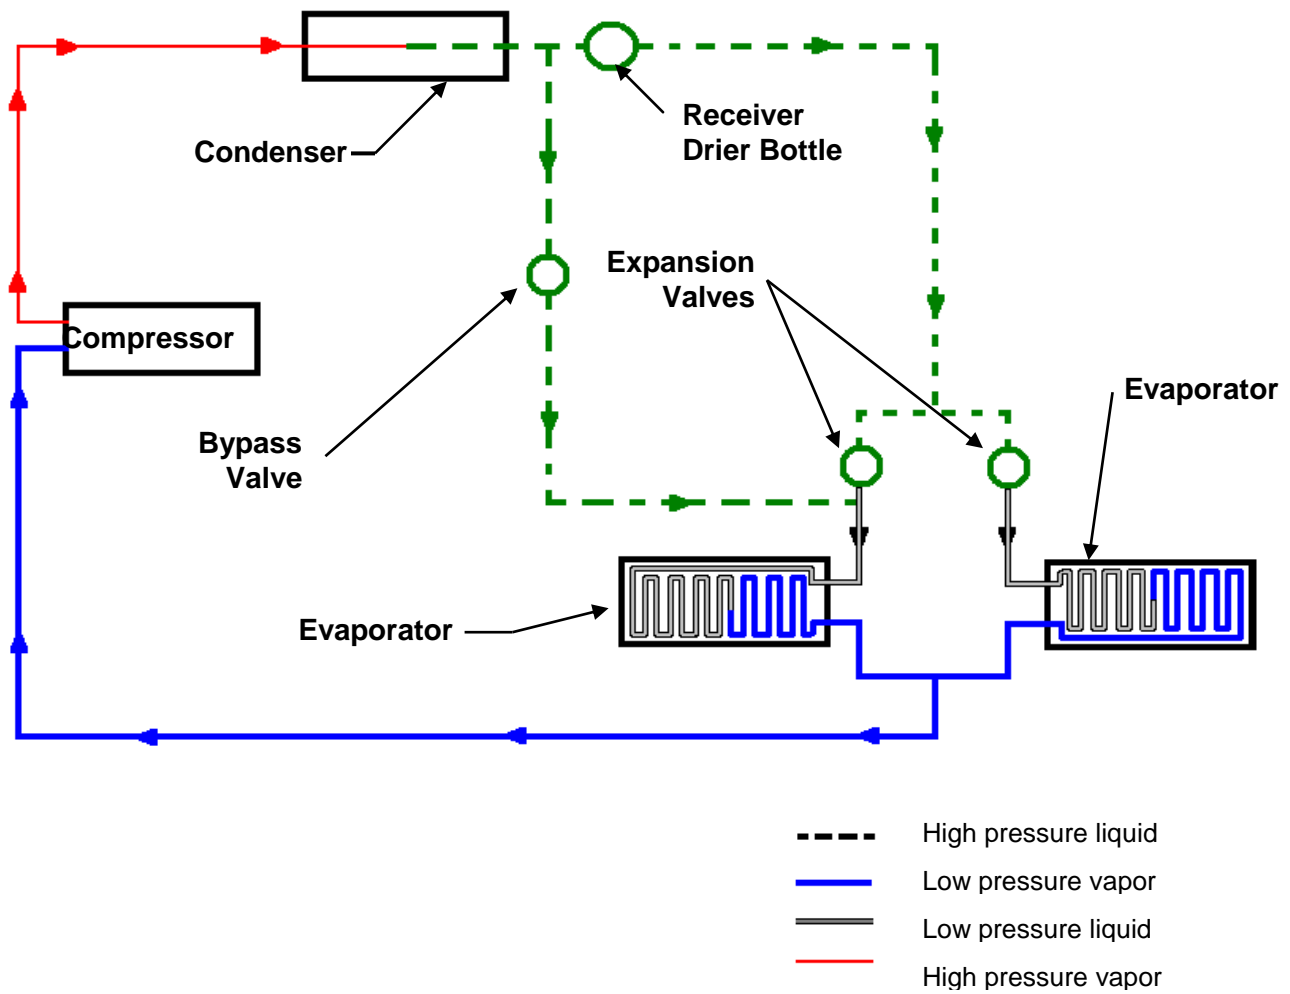 Receiver
Drier Bottle
Condenser
Expansion
Valves
Compressor
Evaporator
Bypass
Valve
Evaporator
High pressure liquid
Low pressure vapor
Low pressure liquid
High pressure vapor